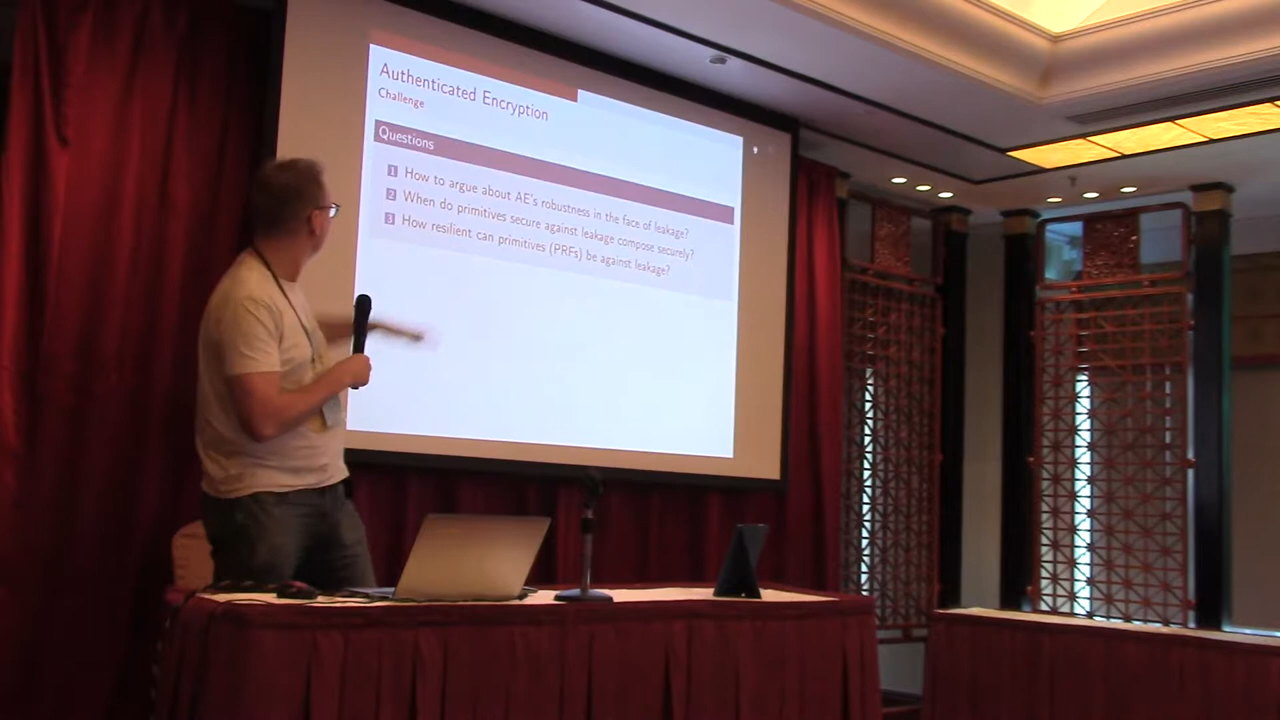 Authenticated Encryption
Challenge
Questions
1 How to argue about AE's robustness in the face of leakage?
2 When do primitives secure against leakage compose securely?
3 How resilient can primitives (PRFs) be against leakage?